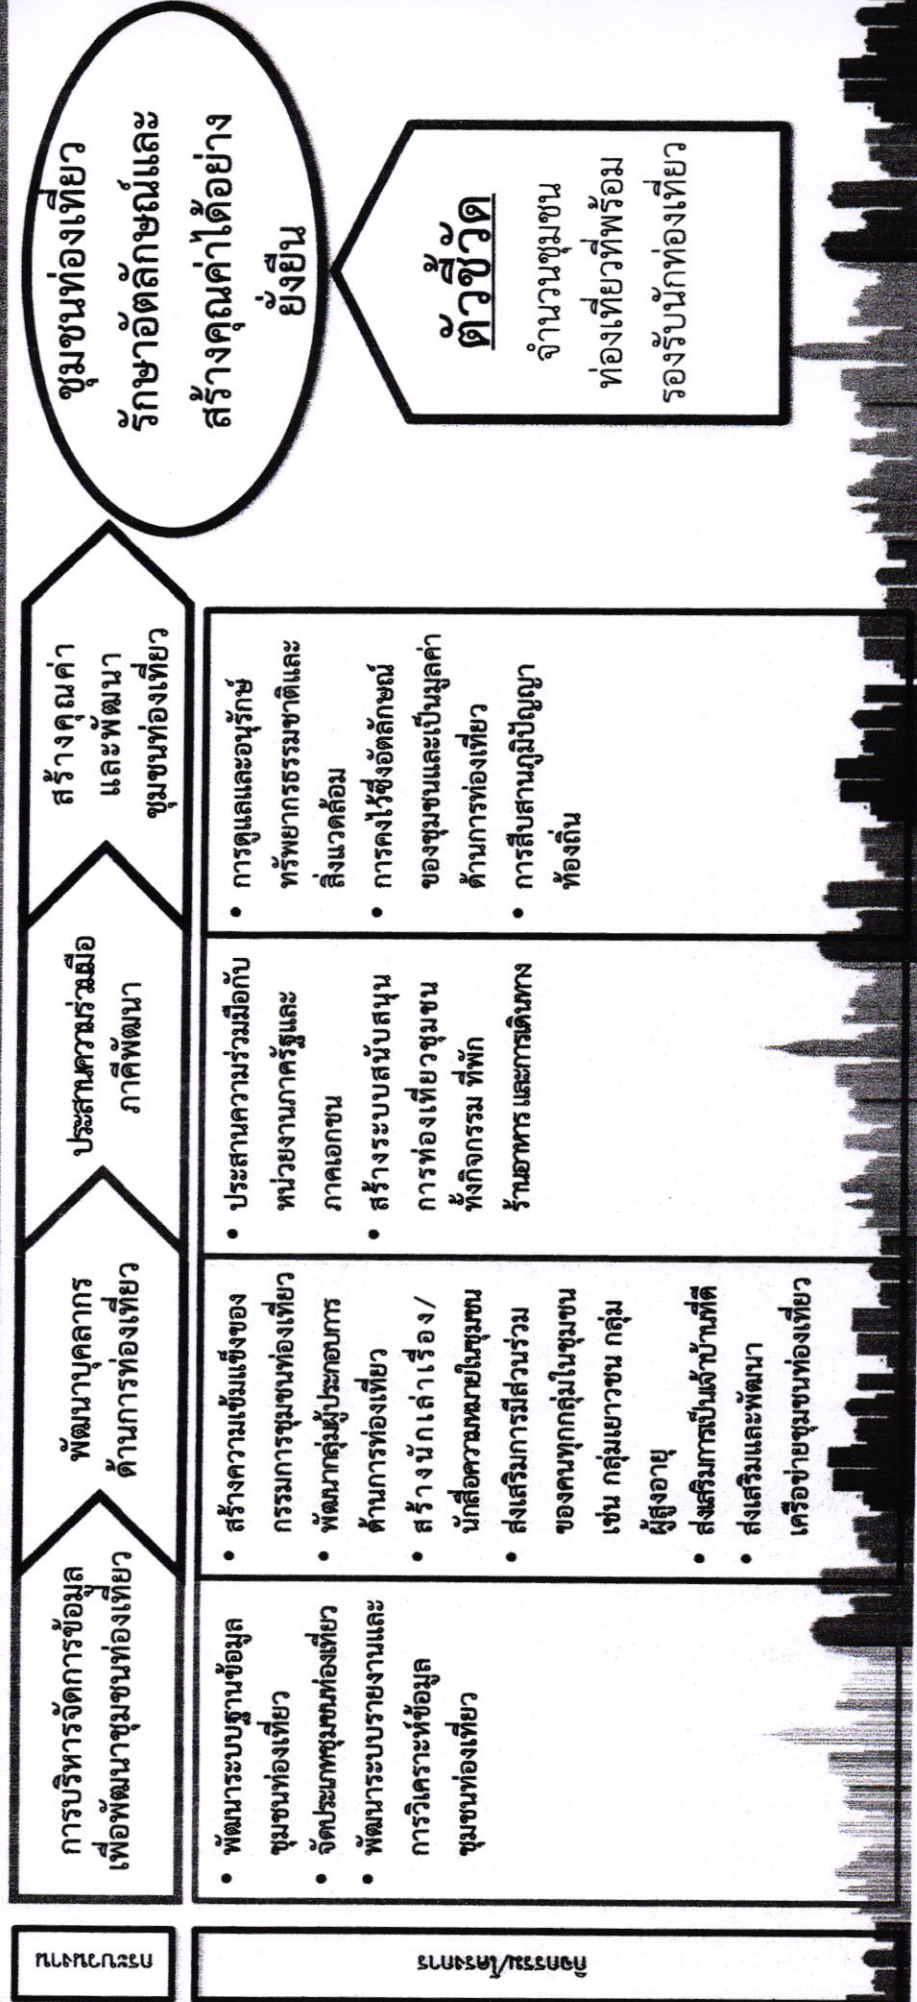 กระบวนงาน
การบริหารจัดการข้อมูล
เพื่อพัฒนาชุมชนท่องเที่ยว
พัฒนาบุคลากร
ด้านการท่องเที่ยว
ประสานความร่วมมือ
ภาคีพัฒนา
สร้างคุณค่า
และพัฒนา
ชุมชนท่องเที่ยว
ชุมชนท่องเที่ยว
รักษาอัตลักษณ์และ
สร้างคุณค่าได้อย่าง
ยั่งยืน
กิจกรรม/โครงการ
• พัฒนาระบบฐานข้อมูล
ชุมชนท่องเที่ยว
• จัดประเภทชุมชนท่องเที่ยว
• พัฒนาระบบรายงานและ
การวิเคราะห์ข้อมูล
ชุมชนท่องเที่ยว
• สร้างความเข้มแข็งของ
กรรมการชุมชนท่องเที่ยว
• พัฒนากลุ่มผู้ประกอบการ
ด้านการท่องเที่ยว
• สร้างนักเล่าเรื่อง/
นักสื่อความหมายในชุมชน
• ส่งเสริมการมีส่วนร่วม
ของคนทุกกลุ่มในชุมชน
เช่น กลุ่มเยาวชน กลุ่ม
ผู้สูงอายุ
• ส่งเสริมการเป็นเจ้าบ้านที่ดี
• ส่งเสริมและพัฒนา
เครือข่ายชุมชนท่องเที่ยว
• ประสานความร่วมมือกับ
หน่วยงานภาครัฐและ
ภาคเอกชน
• สร้างระบบสนับสนุน
การท่องเที่ยวชุมชน
ทั้งกิจกรรม ที่พัก
ร้านอาหาร และการเดินทาง
• การดูแลและอนุรักษ์
ทรัพยากรธรรมชาติและ
สิ่งแวดล้อม
• การคงไว้ซึ่งอัตลักษณ์
ของชุมชนและเป็นมูลค่า
ด้านการท่องเที่ยว
• การสืบสานภูมิปัญญา
ท้องถิ่น
ตัวชี้วัด
จำนวนชุมชน
ท่องเที่ยวที่พร้อม
รองรับนักท่องเที่ยว